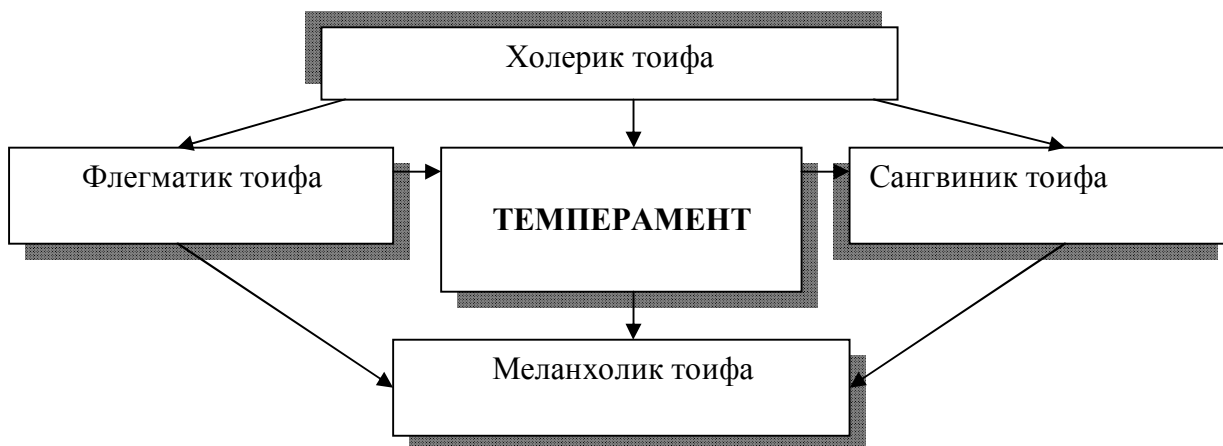 Холерик тоифа
Флегматик тоифа
ТЕМПЕРАМЕНТ
Сангвиник тоифа
Меланхолик тоифа